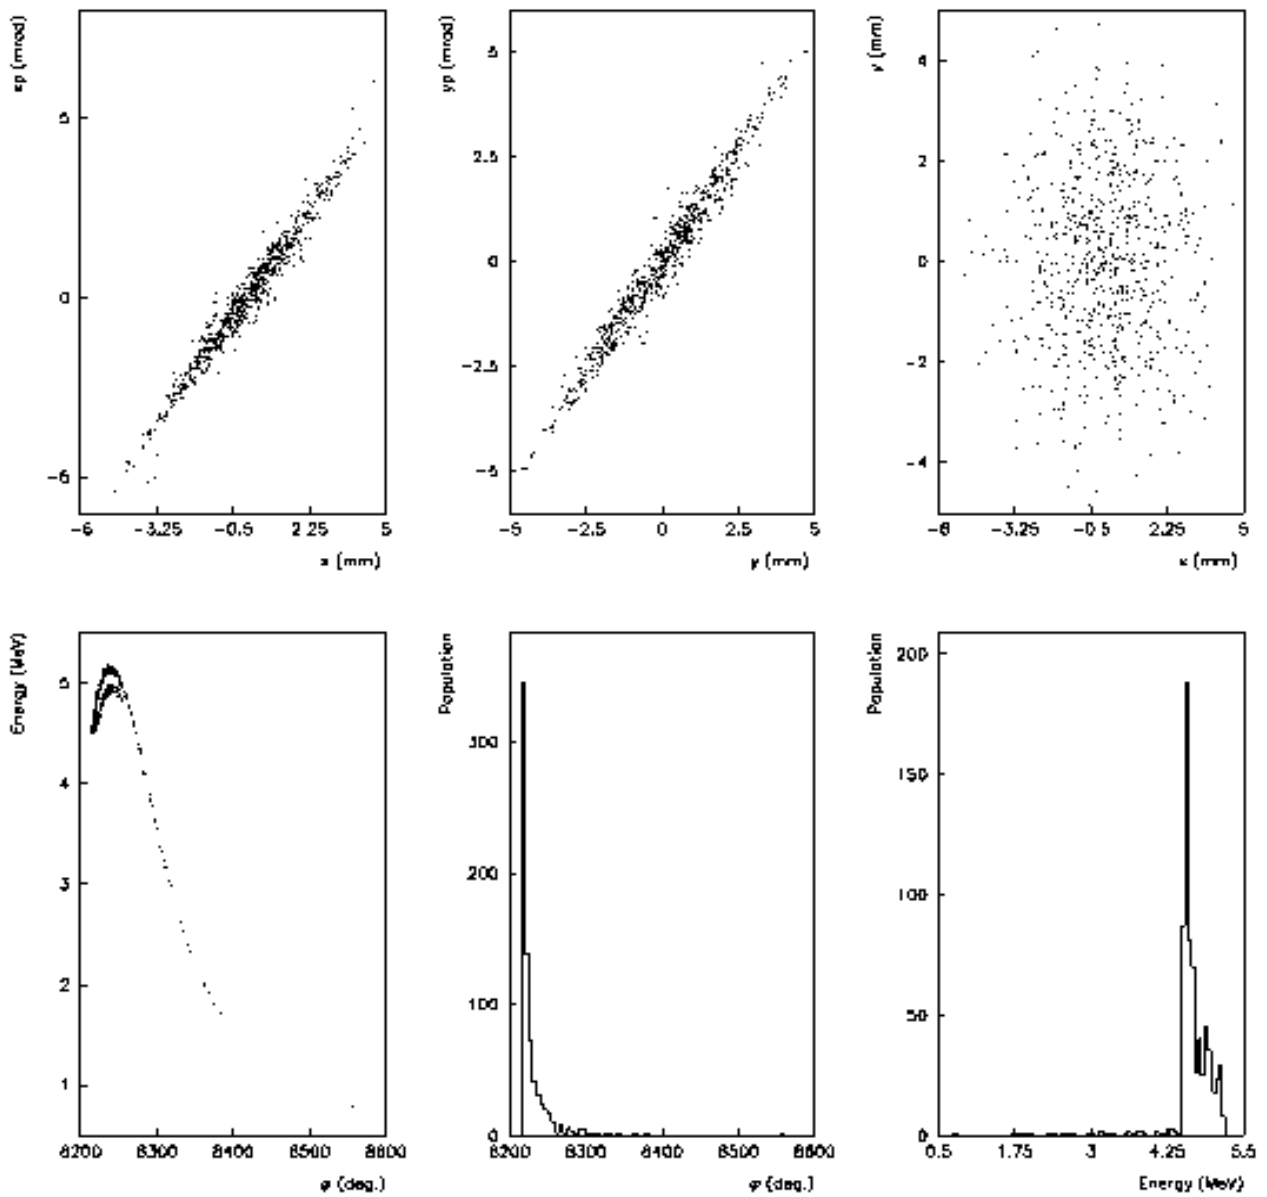 xp (mrad)
5
0
-5
-6 -3.25 -0.5 2.25 5
x (mm)
yp (mrad)
5
2.5
0
-2.5
-5
-5 -2.5 0 2.5 5
y (mm)
y (mm)
4
2
0
-2
-4
-6 -3.25 -0.5 2.25 5
x (mm)
Energy (MeV)
5
4
3
2
1
8200 8300 8400 8500 8600
φ (deg.)
Population
300
200
100
0
8200 8300 8400 8500 8600
φ (deg.)
Population
200
150
100
50
0
0.5 1.75 3 4.25 5.5
Energy (MeV)